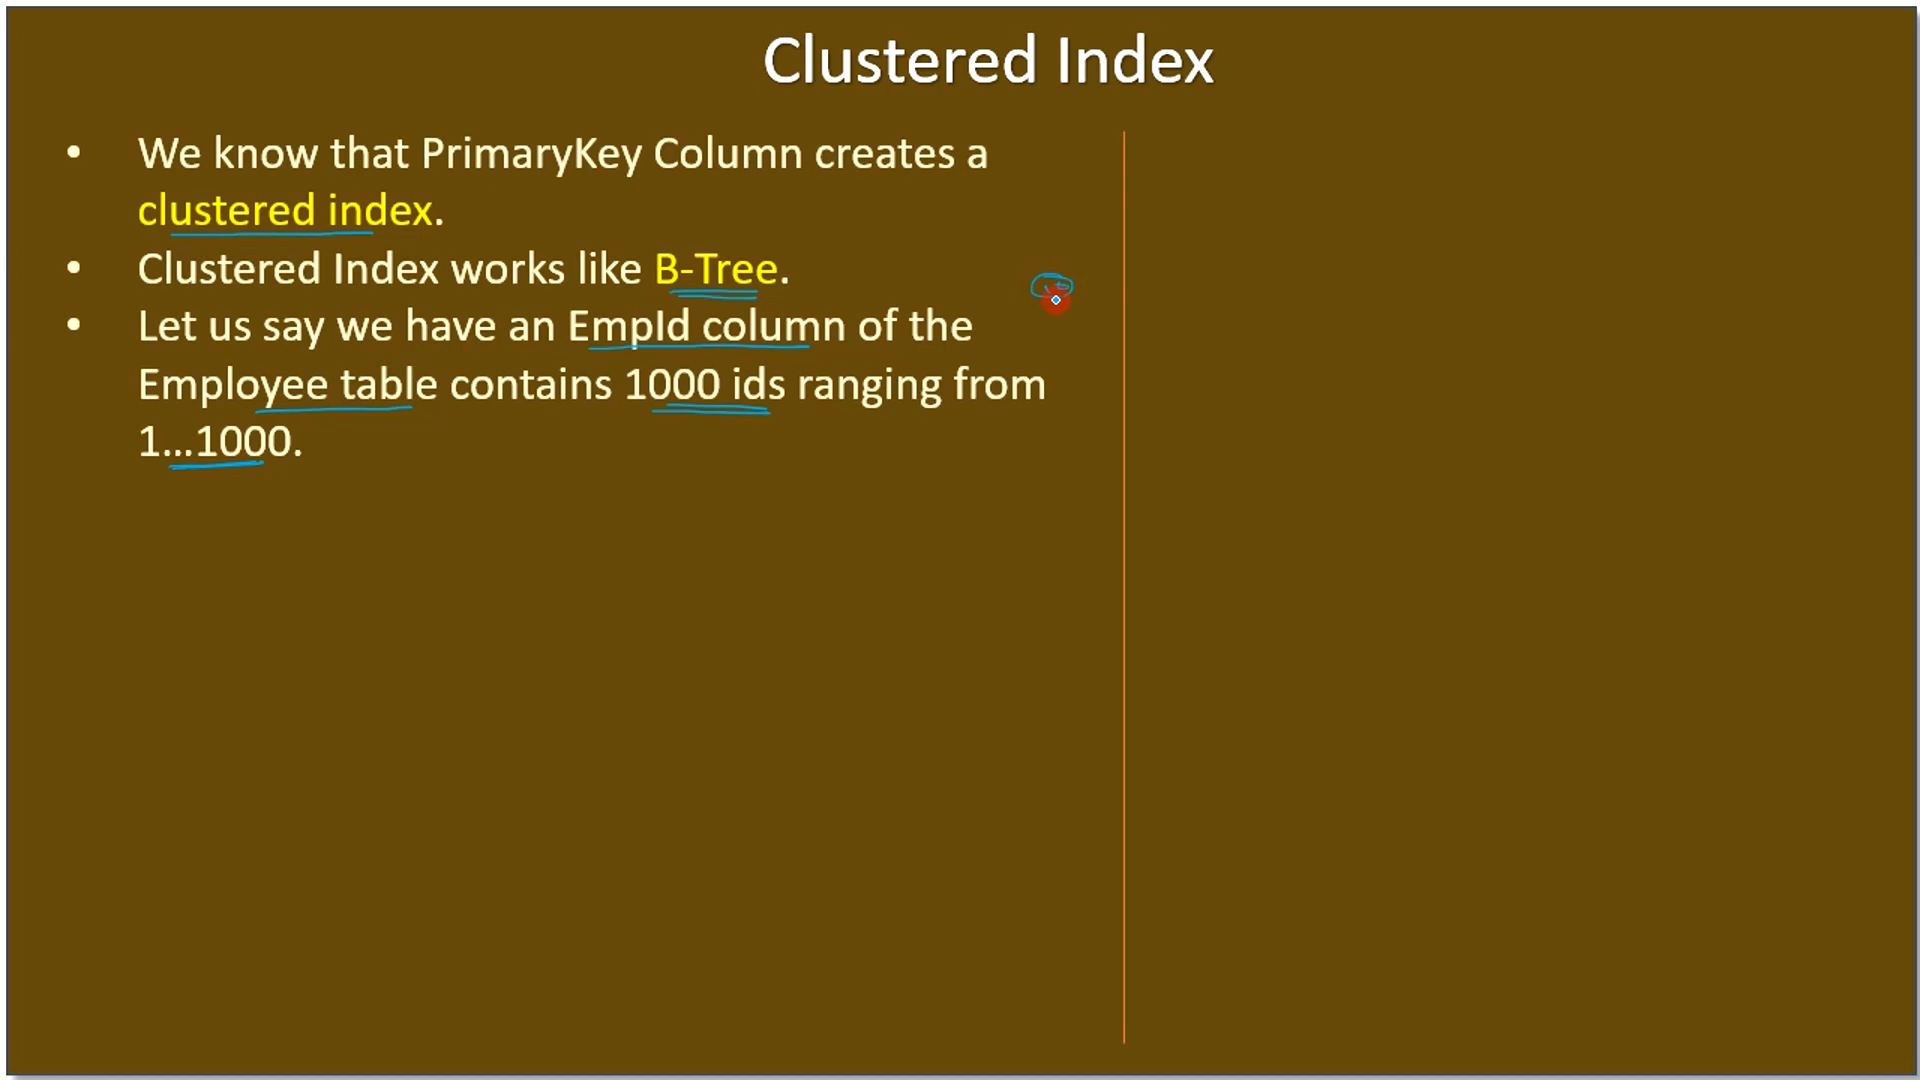 Clustered Index
• We know that PrimaryKey Column creates a
clustered index.
• Clustered Index works like B-Tree.
• Let us say we have an EmpId column of the
Employee table contains 1000 ids ranging from
1...1000.